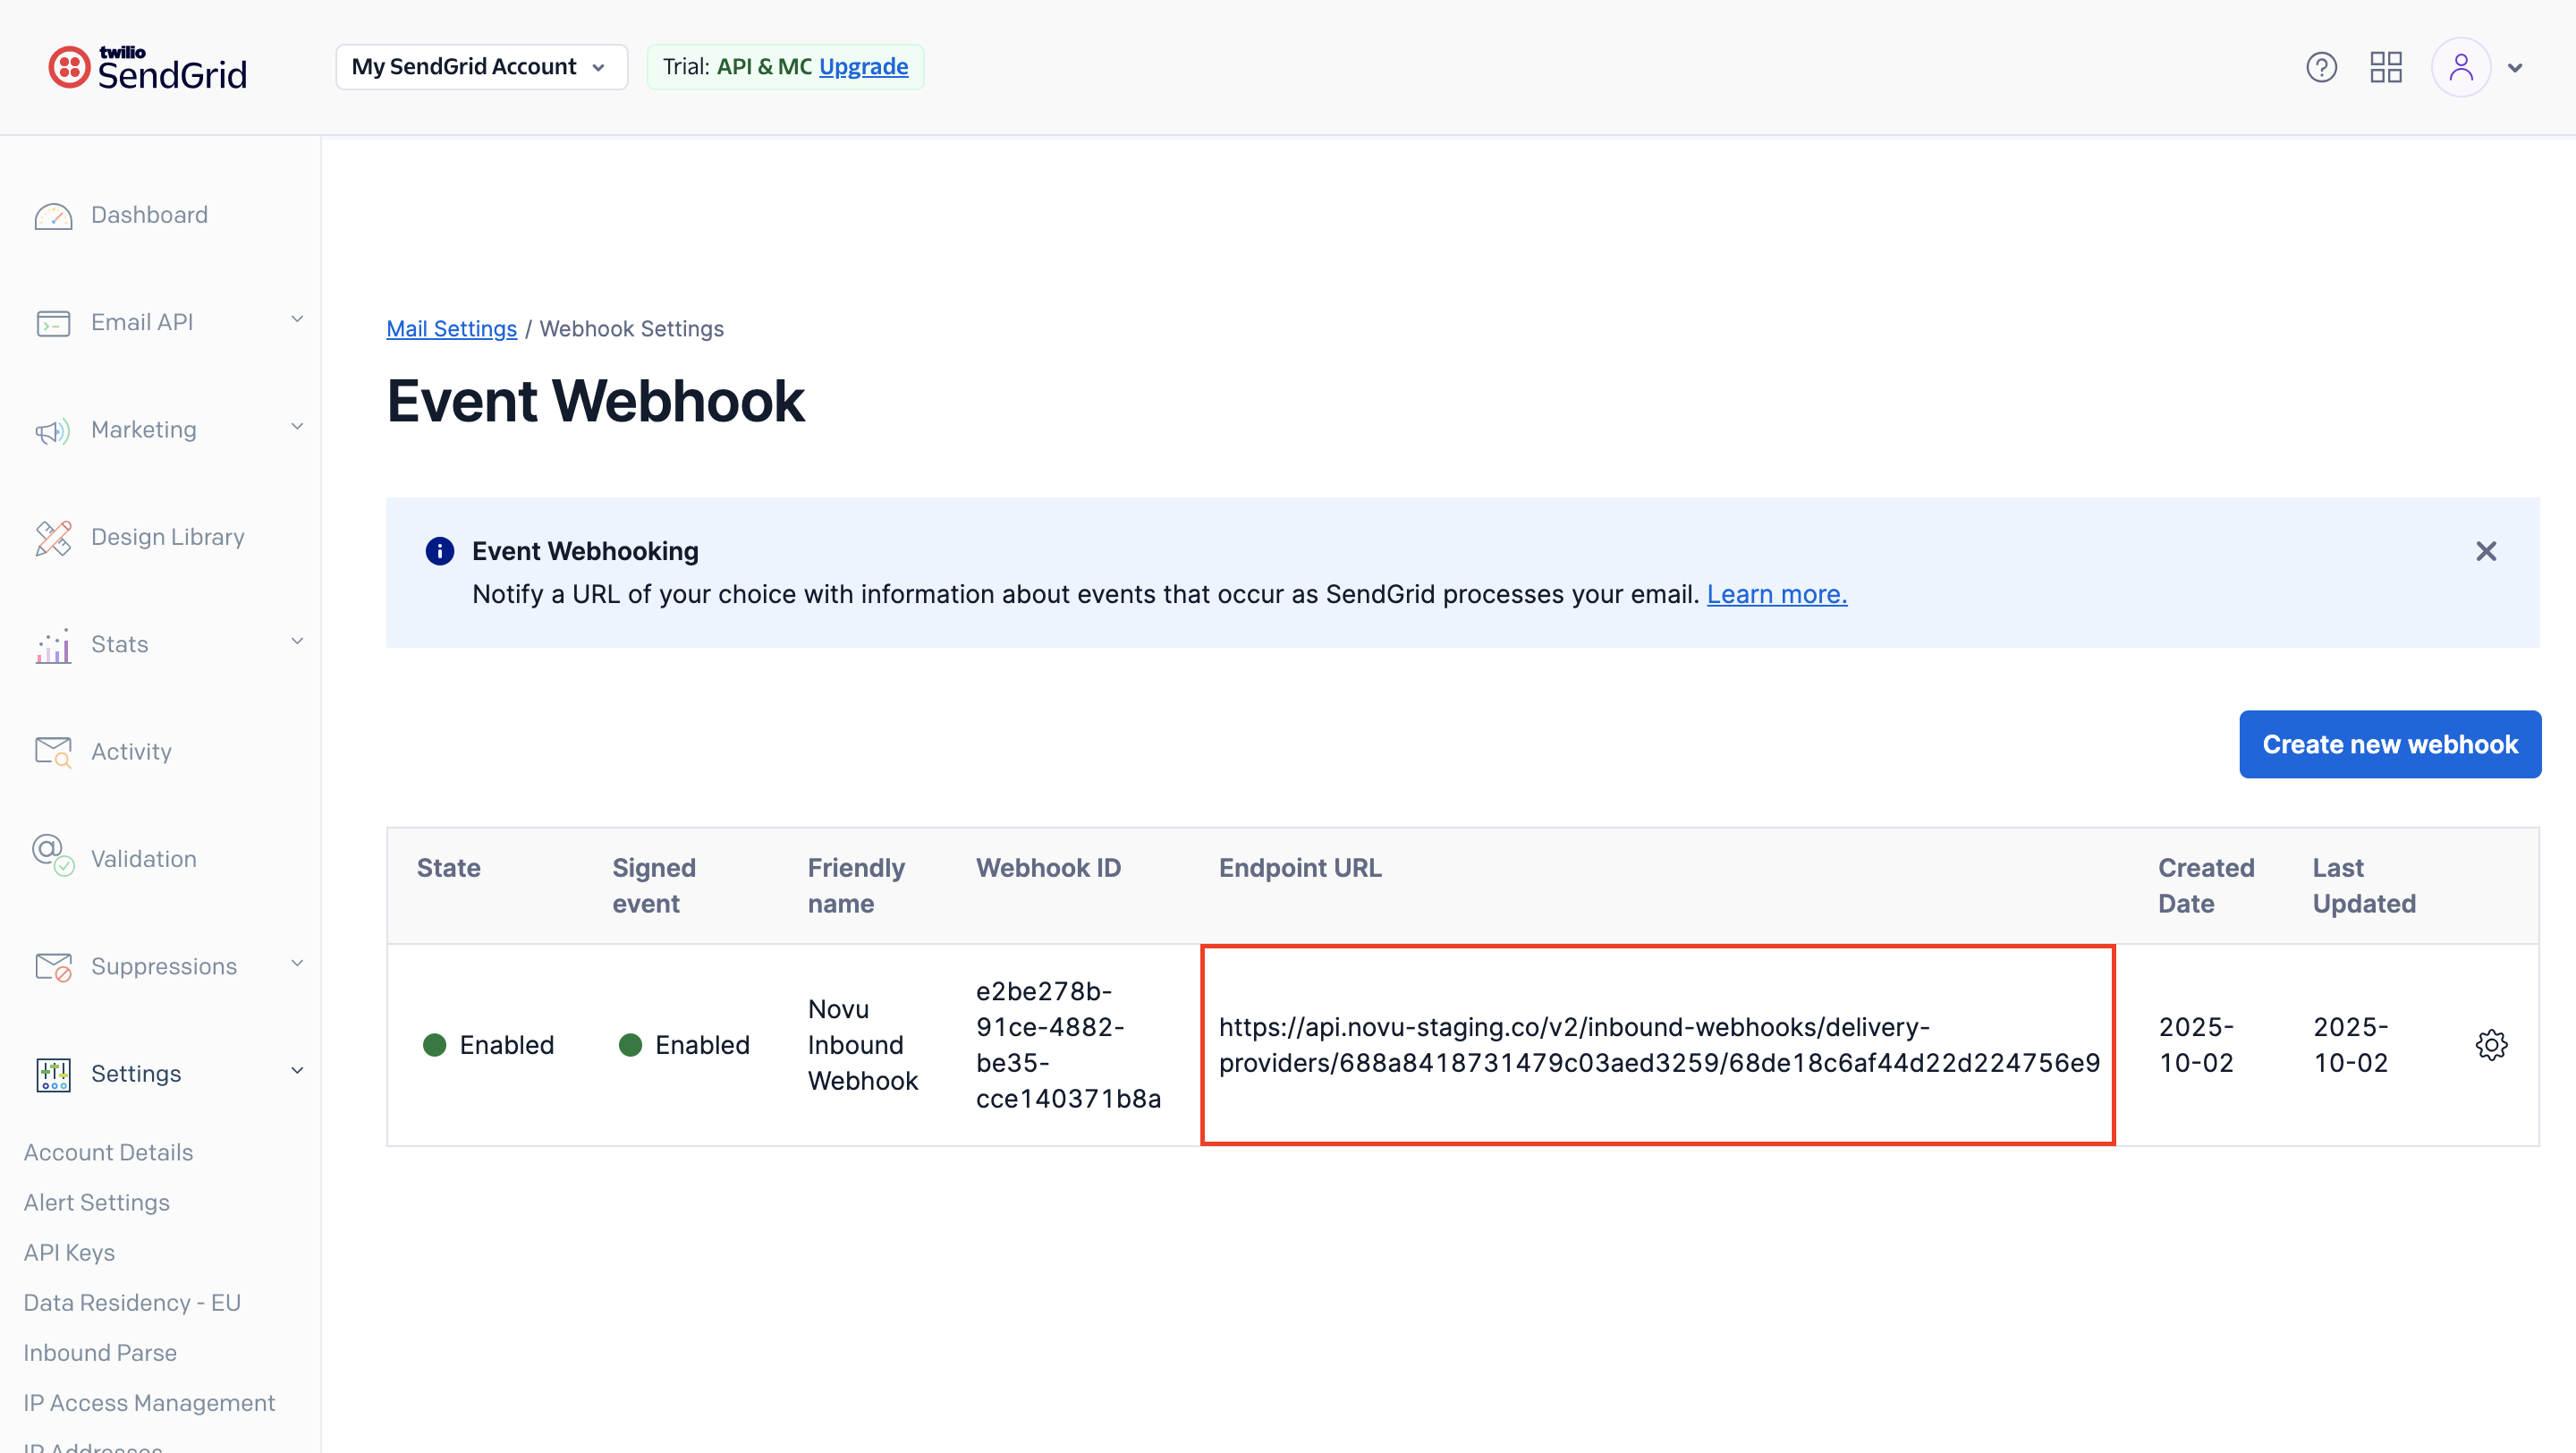 twilio
SendGrid
My SendGrid Account
Trial: API & MC Upgrade
Dashboard
Email API
Marketing
Design Library
Stats
Activity
Validation
Suppressions
Settings
Account Details
Alert Settings
API Keys
Data Residency - EU
Inbound Parse
IP Access Management
IP Addresses
Mail Settings / Webhook Settings
Event Webhook
Event Webhooking
Notify a URL of your choice with information about events that occur as SendGrid processes your email. Learn more.
Create new webhook
State
Signed
event
Friendly
name
Webhook ID
Endpoint URL
Created
Date
Last
Updated
Enabled
Enabled
Novu
Inbound
Webhook
e2be278b-
91ce-4882-
be35-
cce140371b8a
https://api.novu-staging.co/v2/inbound-webhooks/delivery-
providers/688a8418731479c03aed3259/68de18c6af44d22d224756e9
2025-
10-02
2025-
10-02